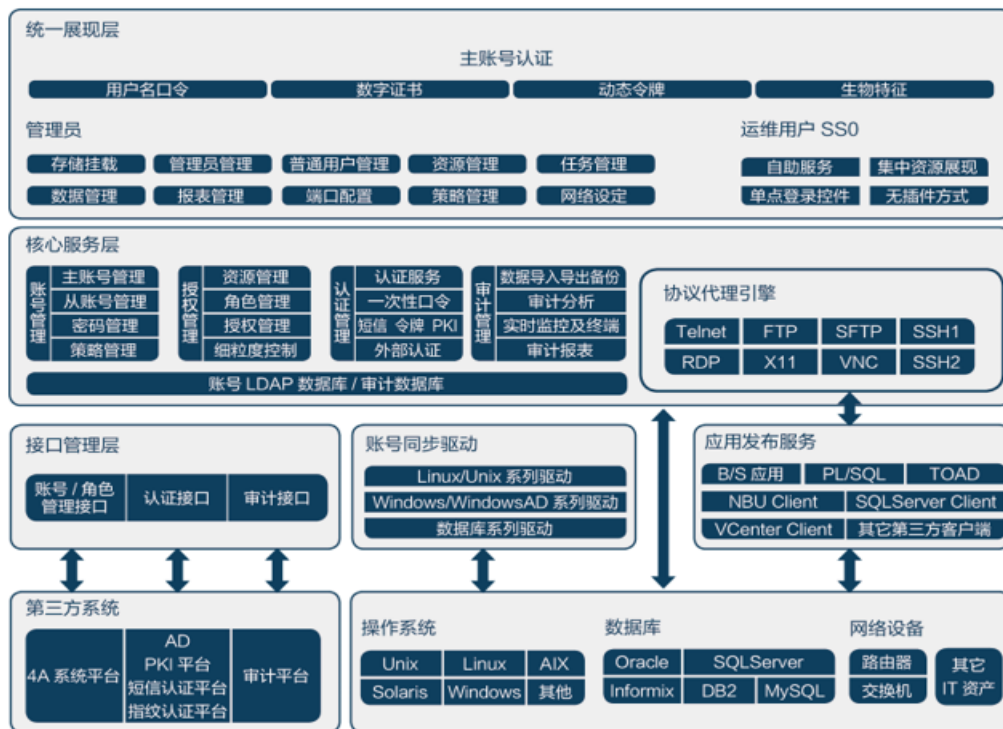 统一展现层
主账号认证
用户名口令 数字证书 动态令牌 生物特征
管理员
存储挂载 管理员管理 普通用户管理 资源管理 任务管理
数据管理 报表管理 端口配置 策略管理 网络设定
运维用户 SS0
自助服务 集中资源展现
单点登录控件 无插件方式
核心服务层
账号管理
主账号管理
从账号管理
密码管理
策略管理
授权管理
资源管理
角色管理
授权管理
细粒度控制
认证管理
认证服务
一次性口令
短信 令牌 PKI
外部认证
审计管理
数据导入导出备份
审计分析
实时监控及终端
审计报表
账号 LDAP 数据库 / 审计数据库
协议代理引擎
Telnet FTP SFTP SSH1
RDP X11 VNC SSH2
接口管理层
账号 / 角色
管理接口
认证接口
审计接口
账号同步驱动
Linux/Unix 系列驱动
Windows/WindowsAD 系列驱动
数据库系列驱动
应用发布服务
B/S 应用 PL/SQL TOAD
NBU Client SQLServer Client
VCenter Client 其它第三方客户端
第三方系统
4A 系统平台
AD
PKI 平台
短信认证平台
指纹认证平台
审计平台
操作系统
Unix Linux AIX
Solaris Windows 其他
数据库
Oracle SQLServer
Informix DB2 MySQL
网络设备
路由器
交换机
其它
IT 资产